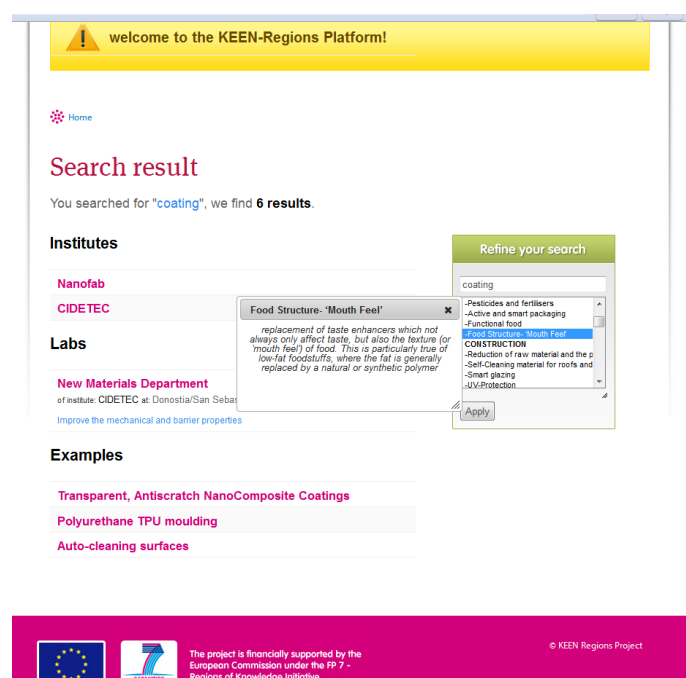 welcome to the KEEN-Regions Platform!
Home
Search result
You searched for "coating", we find 6 results.
Institutes
Nanofab
CIDETEC
Labs
New Materials Department
of institute: CIDETEC at: Donostia/San Sebas
Improve the mechanical and barrier properties
Examples
Transparent, Antiscratch NanoComposite Coatings
Polyurethane TPU moulding
Auto-cleaning surfaces
Food Structure- ‘Mouth Feel’
replacement of taste enhancers which not
always only affect taste, but also the texture (or
'mouth feel') of food. This is particularly true of
low-fat foodstuffs, where the fat is generally
replaced by a natural or synthetic polymer
Refine your search
coating
-Pesticides and fertilisers
-Active and smart packaging
-Functional food
-Food Structure- ‘Mouth Feel’
CONSTRUCTION
-Reduction of raw material and the p
-Self-Cleaning material for roofs and
-Smart glazing
-UV-Protection
Apply
The project is financially supported by the
European Commission under the FP 7 -
Regions of Knowledge Initiative
© KEEN Regions Project